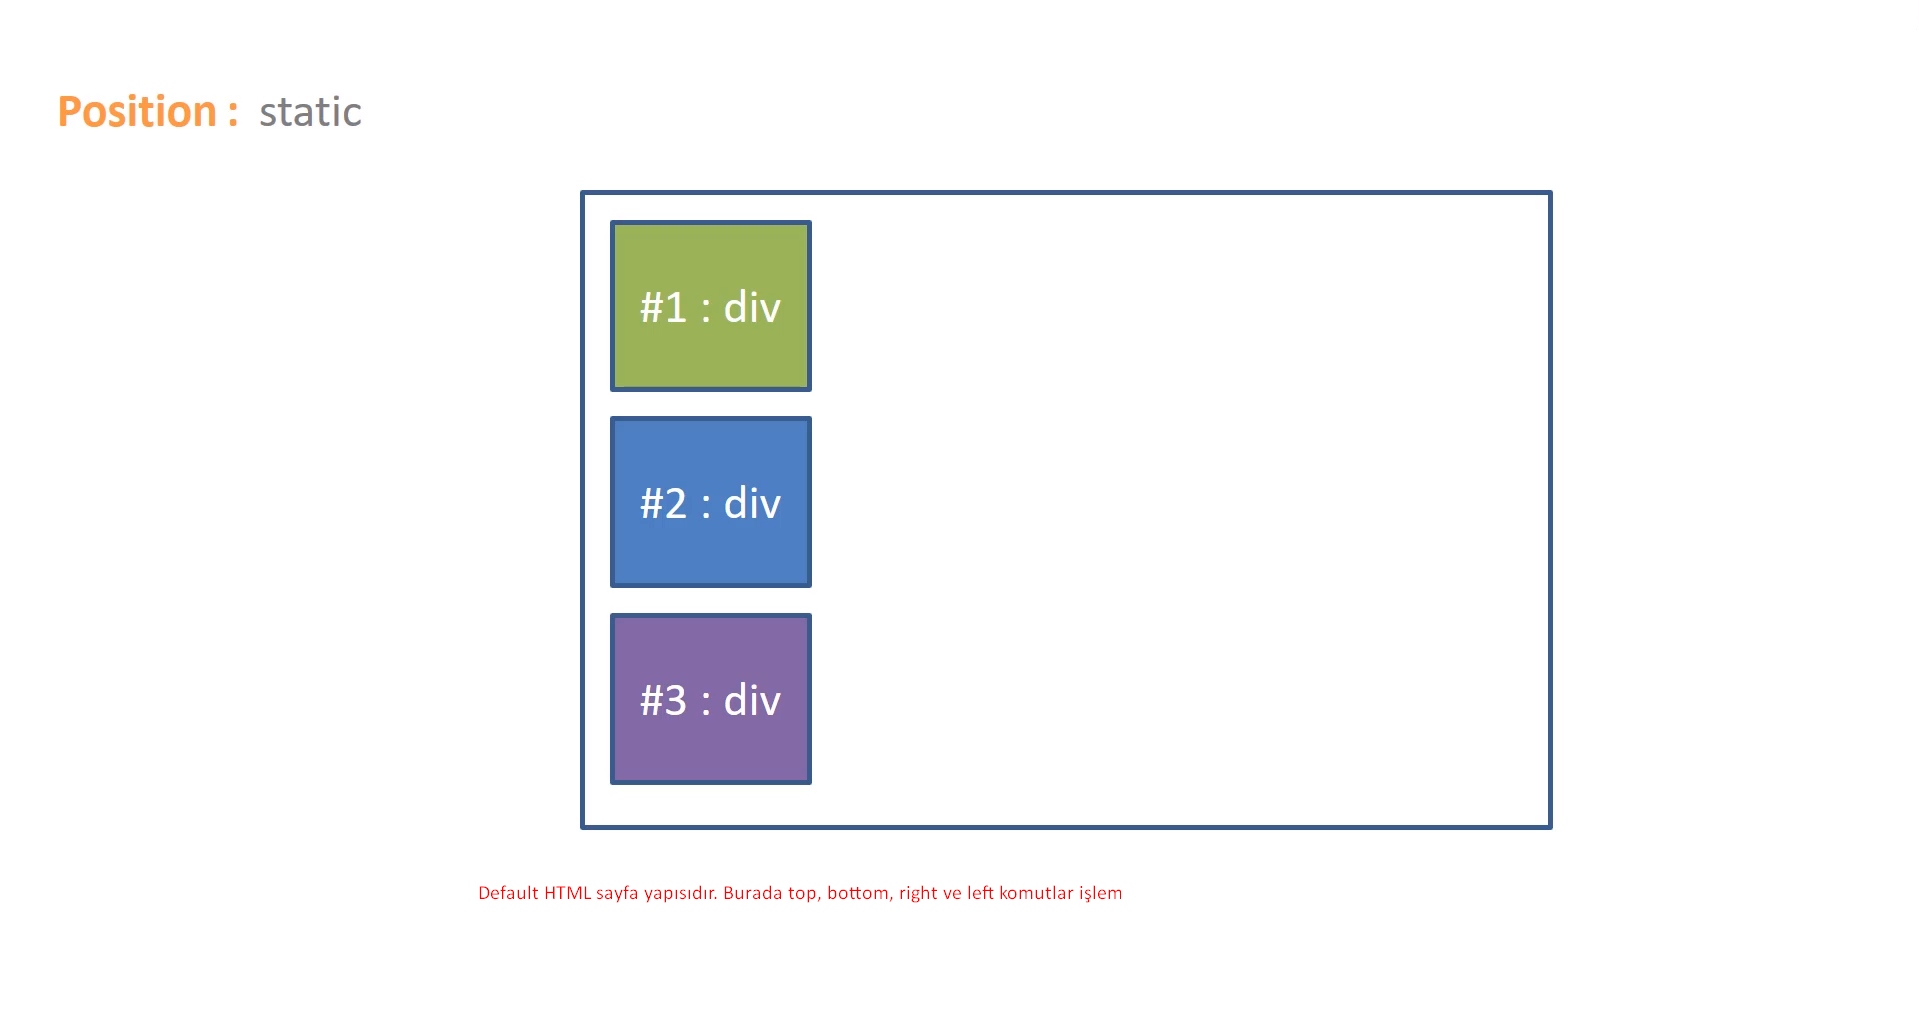 Position : static
#1 : div
#2 : div
#3 : div
Default HTML sayfa yapısıdır. Burada top, bottom, right ve left komutlar işlem